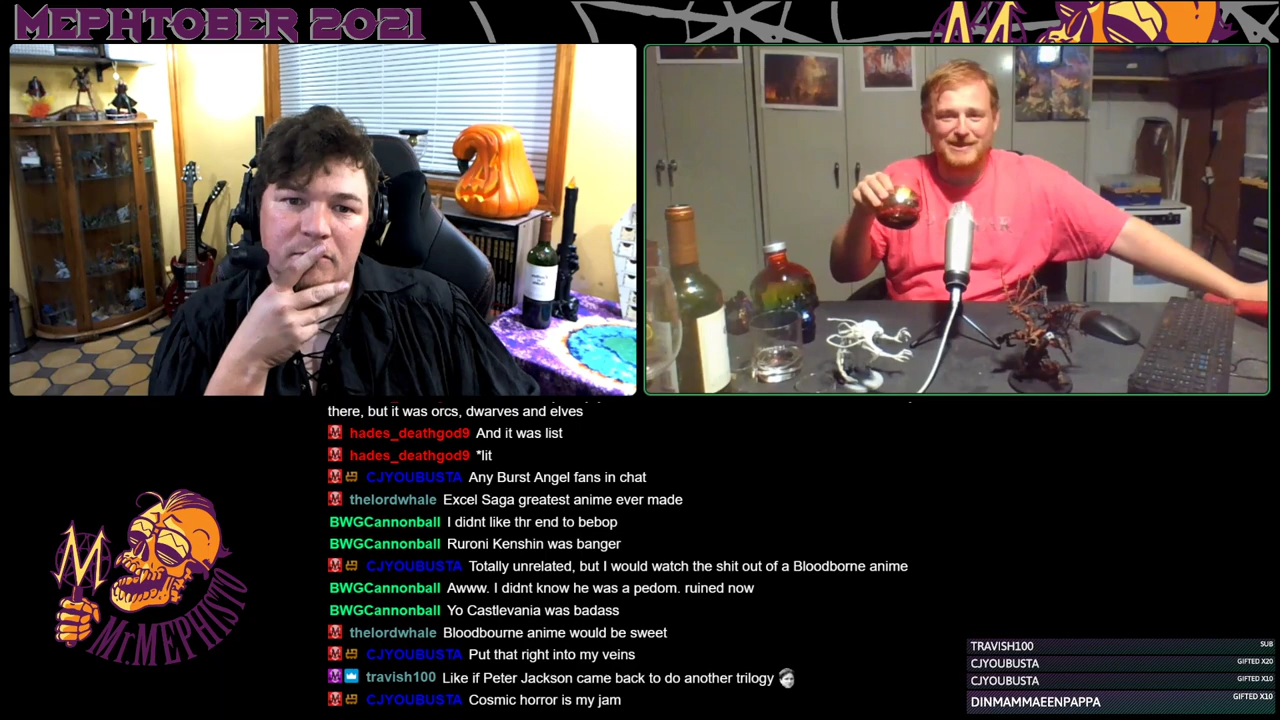 MEPHTOBER 2021
there, but it was orcs, dwarves and elves
hades_deathgod9 And it was list
hades_deathgod9 *lit
CJYOUBUSTA Any Burst Angel fans in chat
thelordwhale Excel Saga greatest anime ever made
BWGCannonball I didnt like thr end to bebop
BWGCannonball Ruroni Kenshin was banger
CJYOUBUSTA Totally unrelated, but I would watch the shit out of a Bloodborne anime
BWGCannonball Awww. I didnt know he was a pedom. ruined now
BWGCannonball Yo Castlevania was badass
thelordwhale Bloodbourne anime would be sweet
CJYOUBUSTA Put that right into my veins
travish100 Like if Peter Jackson came back to do another trilogy
CJYOUBUSTA Cosmic horror is my jam
M
MR.MEPHISTO
TRAVISH100 SUB
CJYOUBUSTA GIFTED X20
CJYOUBUSTA GIFTED X10
DINMAMMAEENPAPPA GIFTED X10